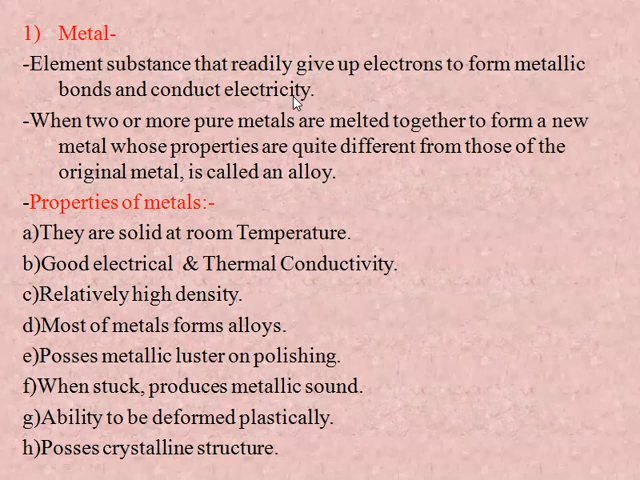 1) Metal-
-Element substance that readily give up electrons to form metallic
bonds and conduct electricity.
-When two or more pure metals are melted together to form a new
metal whose properties are quite different from those of the
original metal, is called an alloy.
-Properties of metals:-
a)They are solid at room Temperature.
b)Good electrical & Thermal Conductivity.
c)Relatively high density.
d)Most of metals forms alloys.
e)Posses metallic luster on polishing.
f)When stuck, produces metallic sound.
g)Ability to be deformed plastically.
h)Posses crystalline structure.